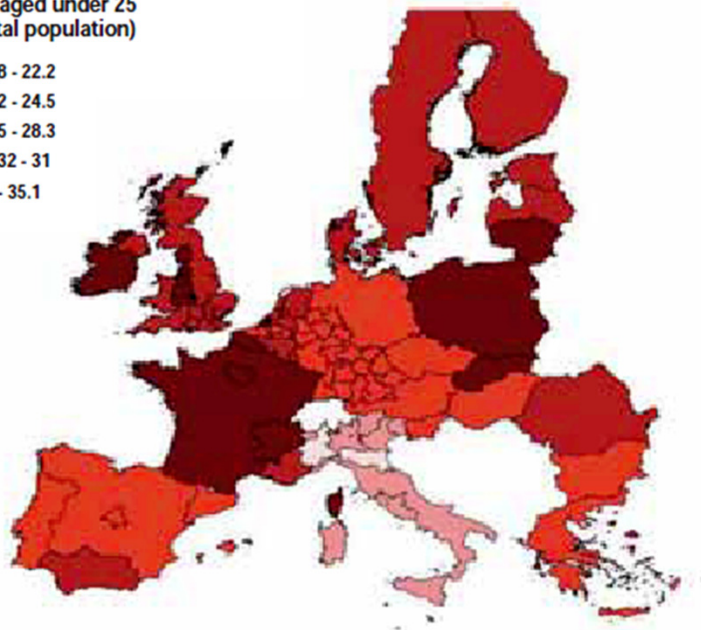 aged under 25
tal population)
8 - 22.2
2 - 24.5
5 - 28.3
32 - 31
- 35.1